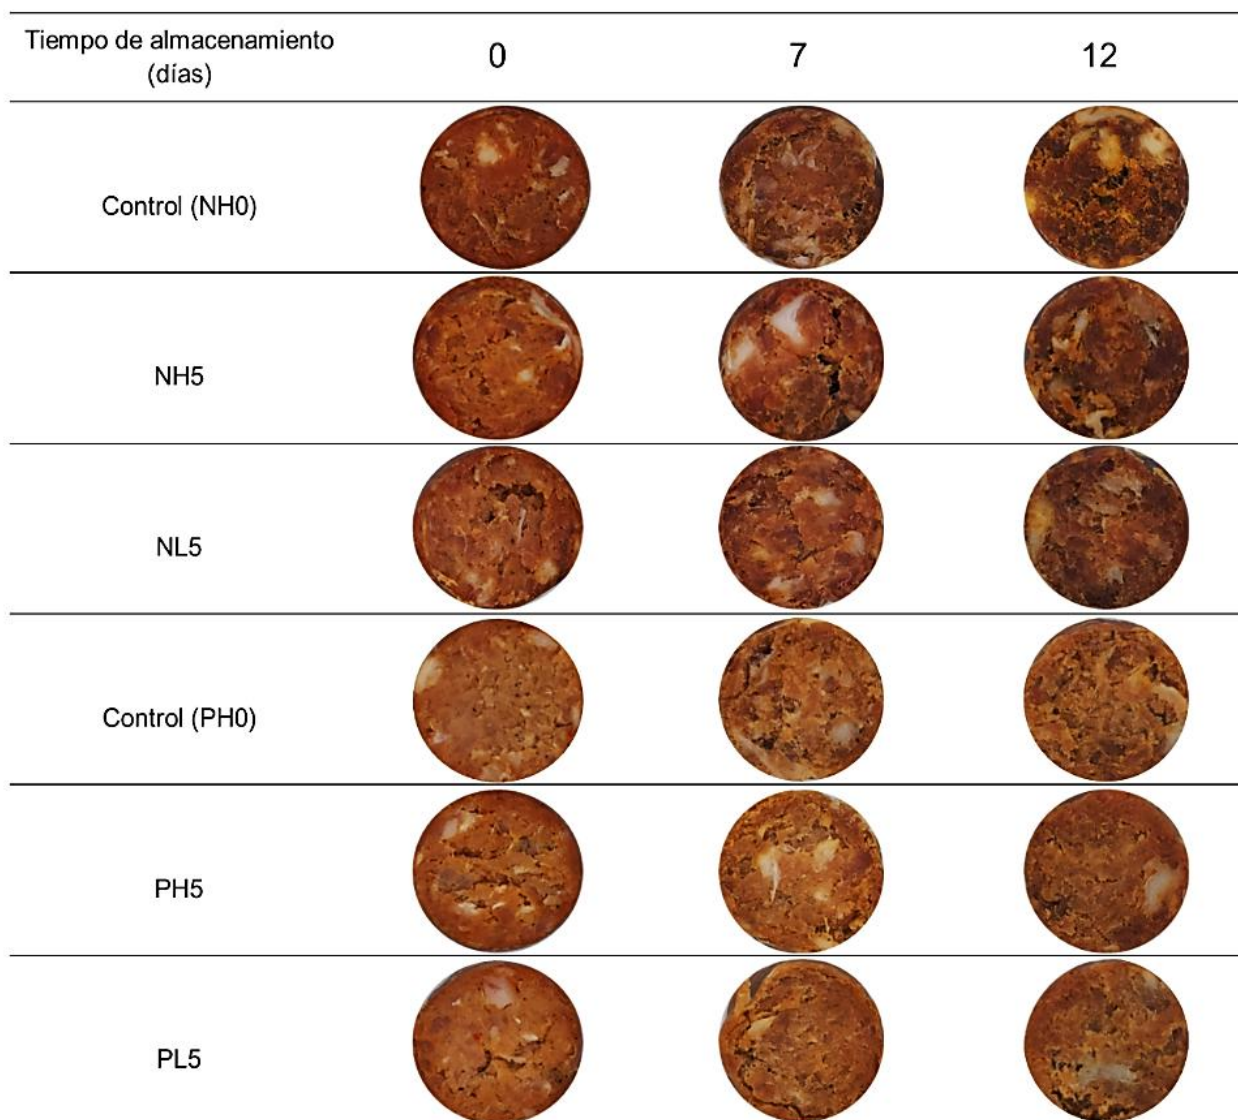 Tiempo de almacenamiento
(días)
0
7
12
Control (NH0)
NH5
NL5
Control (PH0)
PH5
PL5